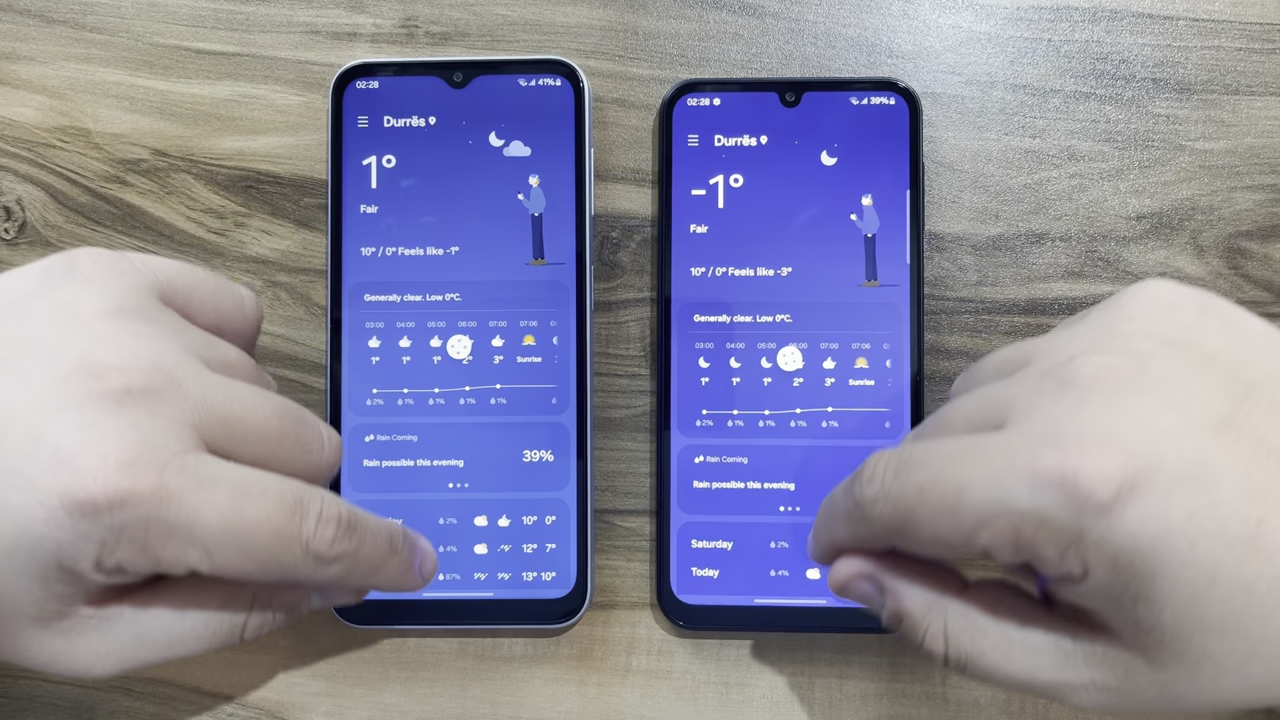 02:28 41%
Durrës
1°
Fair
10° / 0° Feels like -1°
Generally clear. Low 0°C.
03:00 04:00 05:00 06:00 07:00 07:06
1° 1° 1° 2° 3° Sunrise
2% 1% 1% 1% 1%
Rain Coming
Rain possible this evening 39%
2% 10° 0°
4% 12° 7°
87% 13° 10°
02:28 39%
Durrës
-1°
Fair
10° / 0° Feels like -3°
Generally clear. Low 0°C.
03:00 04:00 05:00 06:00 07:00 07:06
1° 1° 1° 2° 3° Sunrise
2% 1% 1% 1% 1%
Rain Coming
Rain possible this evening
Saturday 2%
Today 4%